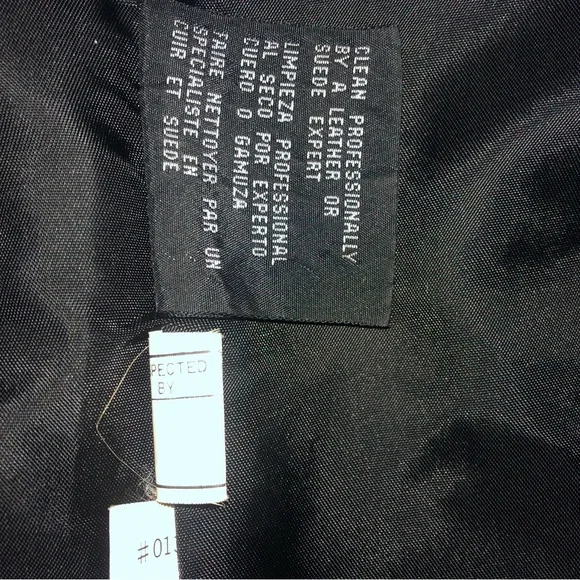 CLEAN PROFESSIONALLY
BY A LEATHER OR
SUEDE EXPERT
LIMPIEZA PROFESSIONAL
AL SECO POR EXPERTO
CUERO O GAMUZA
FAIRE NETTOYER PAR UN
SPECIALISTE EN
CUIR ET SUEDE
PECTED
BY
#01